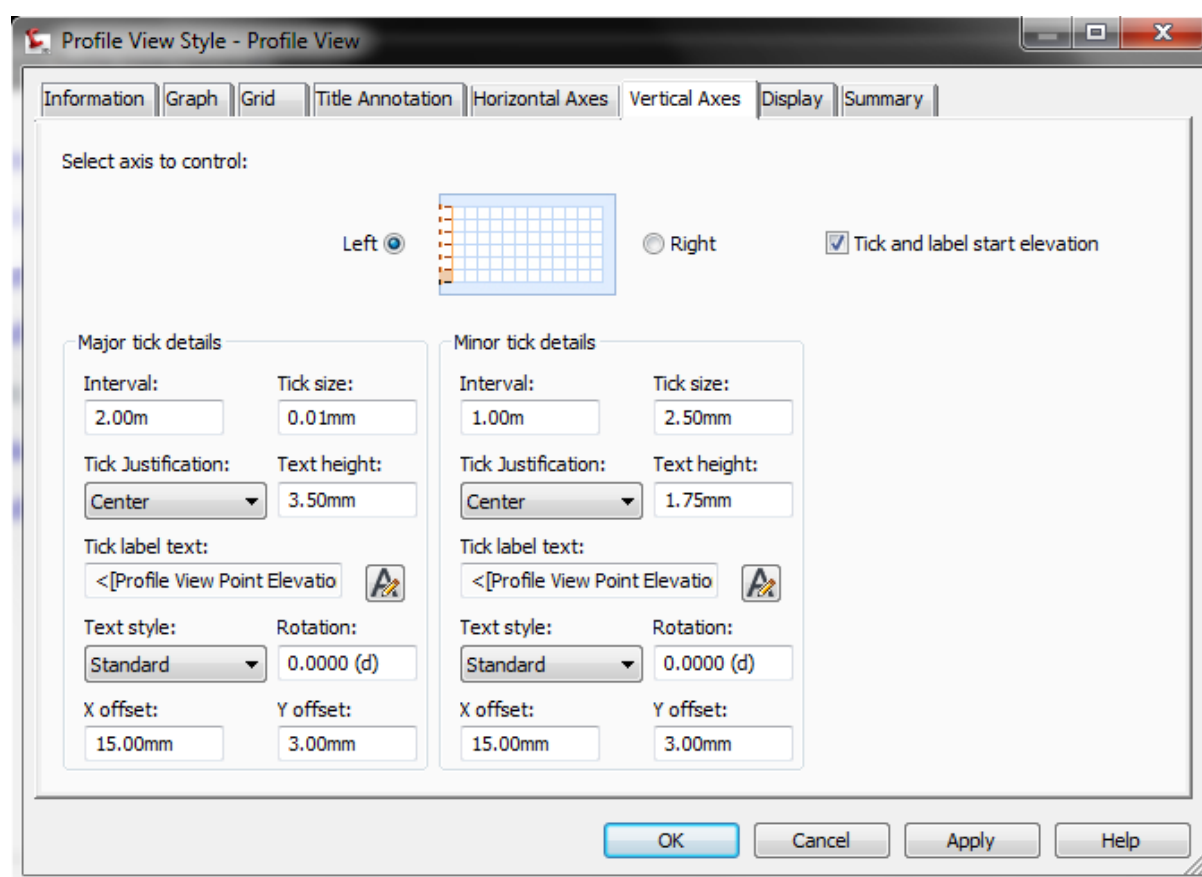 Profile View Style - Profile View
Information Graph Grid Title Annotation Horizontal Axes Vertical Axes Display Summary
Select axis to control:
Left Right Tick and label start elevation
Major tick details Minor tick details
Interval: Tick size: Interval: Tick size:
2.00m 0.01mm 1.00m 2.50mm
Tick Justification: Text height: Tick Justification: Text height:
Center 3.50mm Center 1.75mm
Tick label text: Tick label text:
<[Profile View Point Elevatio <[Profile View Point Elevatio
Text style: Rotation: Text style: Rotation:
Standard 0.0000 (d) Standard 0.0000 (d)
X offset: Y offset: X offset: Y offset:
15.00mm 3.00mm 15.00mm 3.00mm
OK Cancel Apply Help